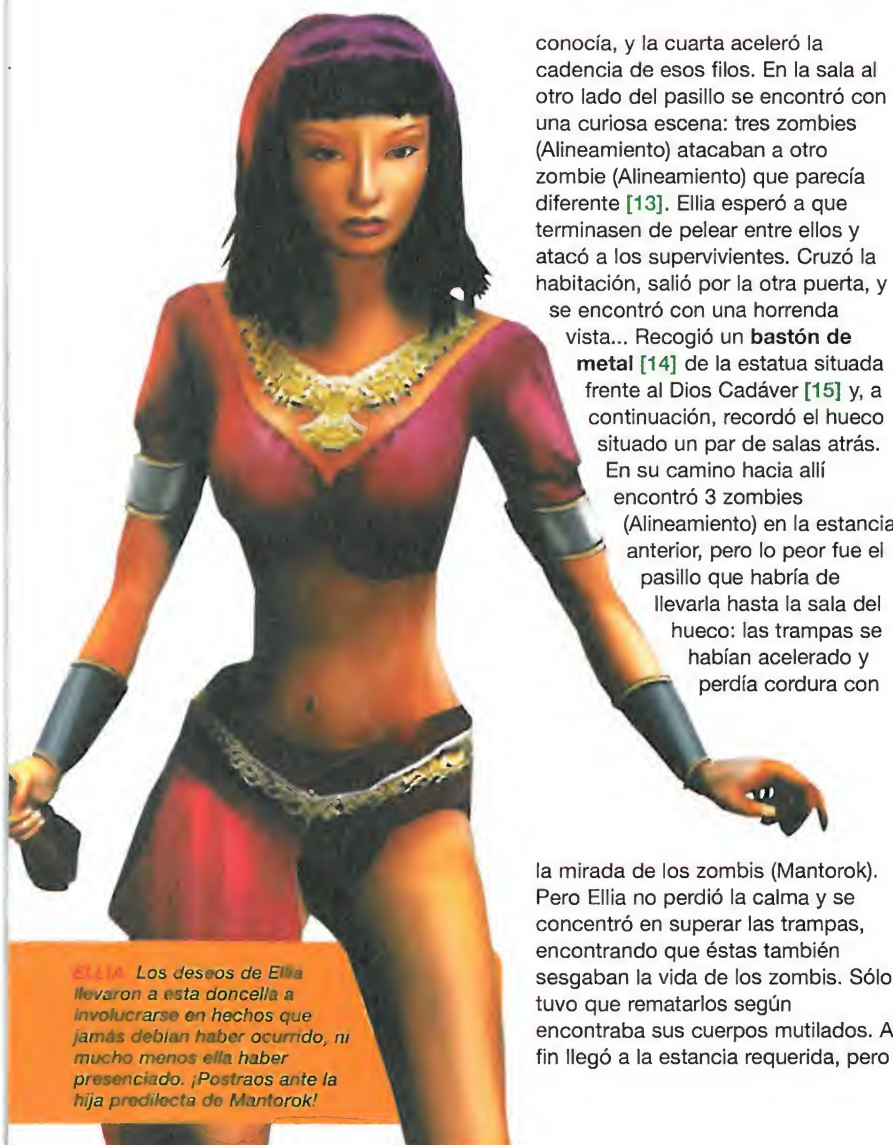 conocía, y la cuarta aceleró la
cadencia de esos filos. En la sala al
otro lado del pasillo se encontró con
una curiosa escena: tres zombies
(Alineamiento) atacaban a otro
zombie (Alineamiento) que parecía
diferente [13]. Ellia esperó a que
terminasen de pelear entre ellos y
atacó a los supervivientes. Cruzó la
habitación, salió por la otra puerta, y
se encontró con una horrenda
vista... Recogió un bastón de
metal [14] de la estatua situada
frente al Dios Cadáver [15] y, a
continuación, recordó el hueco
situado un par de salas atrás.
En su camino hacia allí
encontró 3 zombies
(Alineamiento) en la estancia
anterior, pero lo peor fue el
pasillo que habría de
llevarla hasta la sala del
hueco: las trampas se
habían acelerado y
perdía cordura con
la mirada de los zombis (Mantorok).
Pero Ellia no perdió la calma y se
concentró en superar las trampas,
encontrando que éstas también
sesgaban la vida de los zombis. Sólo
tuvo que rematarlos según
encontraba sus cuerpos mutilados. A
fin llegó a la estancia requerida, pero
ELLIA Los deseos de Ellia
llevaron a esta doncella a
involucrarse en hechos que
jamás debían haber ocurrido, ni
mucho menos ella haber
presenciado. ¡Postraos ante la
hija predilecta de Mantorok!